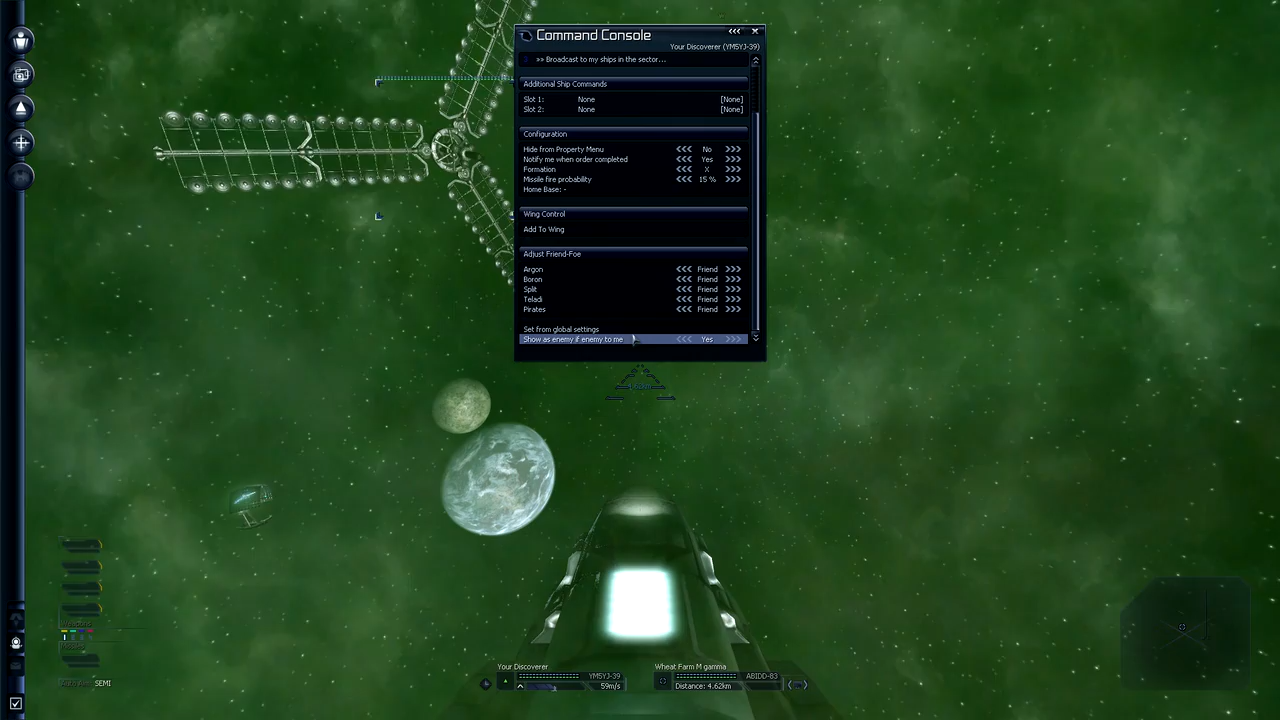 Command Console
Your Discoverer (YM5YJ-39)
»» Broadcast to my ships in the sector...
Additional Ship Commands
Slot 1: None [None]
Slot 2: None [None]
Configuration
Hide from Property Menu No
Notify me when order completed Yes
Formation X
Missile fire probability 15 %
Home Base: -
Wing Control
Add To Wing
Adjust Friend-Foe
Argon Friend
Boron Friend
Split Friend
Teladi Friend
Pirates Friend
Set from global settings
Show as enemy if enemy to me Yes
Weapons
SEMI
Your Discoverer
YM5YJ-39
59m/s
Wheat Farm M gamma
ABIDD-83
Distance: 4.62km